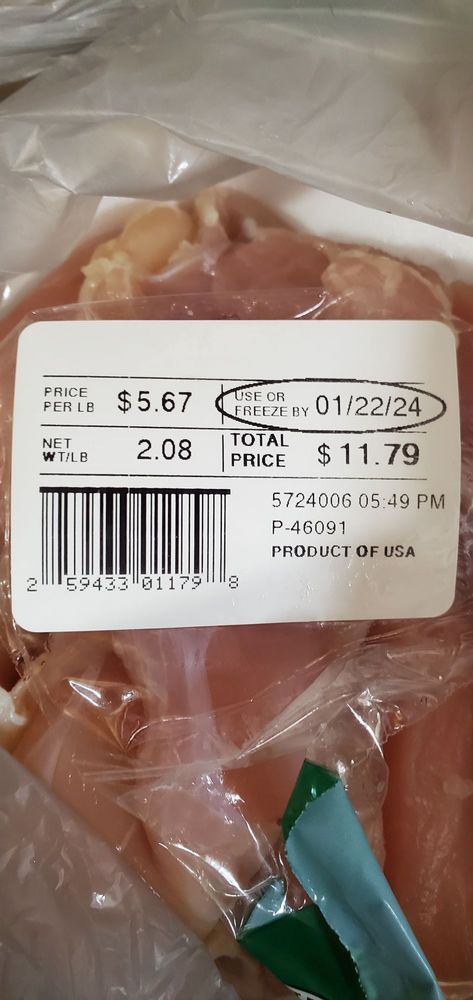 PRICE PER LB $5.67
USE OR FREEZE BY 01/22/24
NET WT/LB 2.08
TOTAL PRICE $11.79
5724006 05:49 PM
P-46091
PRODUCT OF USA
2 59433 01179 8